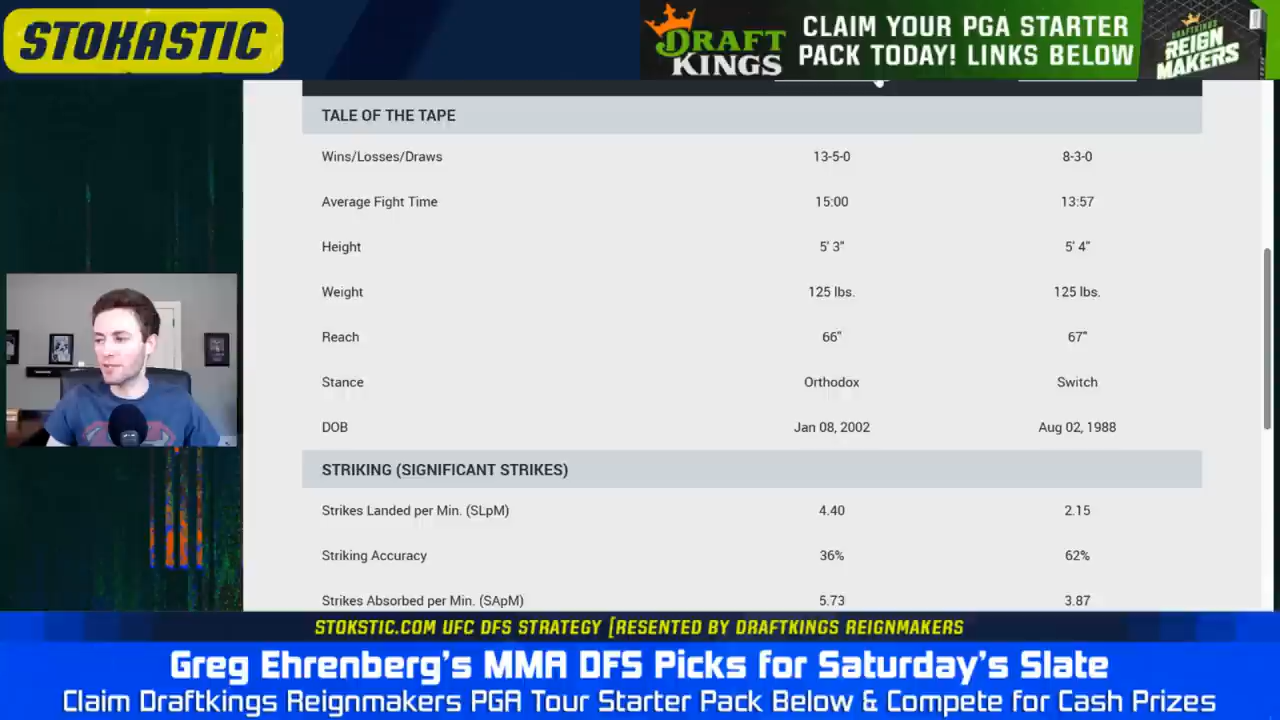 STOKASTIC
DRAFT KINGS
CLAIM YOUR PGA STARTER
PACK TODAY! LINKS BELOW
DRAFTKINGS
REIGN
MAKERS
TALE OF THE TAPE
Wins/Losses/Draws 13-5-0 8-3-0
Average Fight Time 15:00 13:57
Height 5' 3" 5' 4"
Weight 125 lbs. 125 lbs.
Reach 66" 67"
Stance Orthodox Switch
DOB Jan 08, 2002 Aug 02, 1988
STRIKING (SIGNIFICANT STRIKES)
Strikes Landed per Min. (SLpM) 4.40 2.15
Striking Accuracy 36% 62%
Strikes Absorbed per Min. (SApM) 5.73 3.87
STOKSTIC.COM UFC DFS STRATEGY [RESENTED BY DRAFTKINGS REIGNMAKERS
Greg Ehrenberg's MMA DFS Picks for Saturday's Slate
Claim Draftkings Reignmakers PGA Tour Starter Pack Below & Compete for Cash Prizes